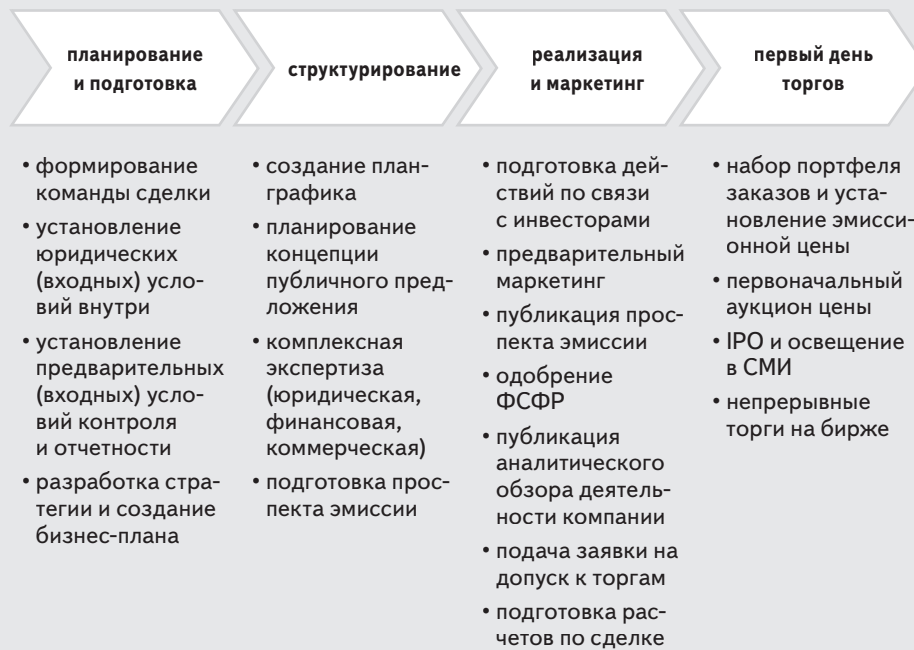 планирование
и подготовка
структурирование
реализация
и маркетинг
первый день
торгов
• формирование
команды сделки
• установление
юридических
(входных) усло-
вий внутри
• установление
предварительных
(входных) усло-
вий контроля
и отчетности
• разработка стра-
тегии и создание
бизнес-плана
• создание план-
графика
• планирование
концепции
публичного пред-
ложения
• комплексная
экспертиза
(юридическая,
финансовая,
коммерческая)
• подготовка прос-
пекта эмиссии
• подготовка дей-
ствий по связи
с инвесторами
• предварительный
маркетинг
• публикация прос-
пекта эмиссии
• одобрение
ФСФР
• публикация
аналитического
обзора деятель-
ности компании
• подача заявки на
допуск к торгам
• подготовка рас-
четов по сделке
• набор портфеля
заказов и уста-
новление эмисси-
онной цены
• первоначальный
аукцион цены
• IPO и освещение
в СМИ
• непрерывные
торги на бирже